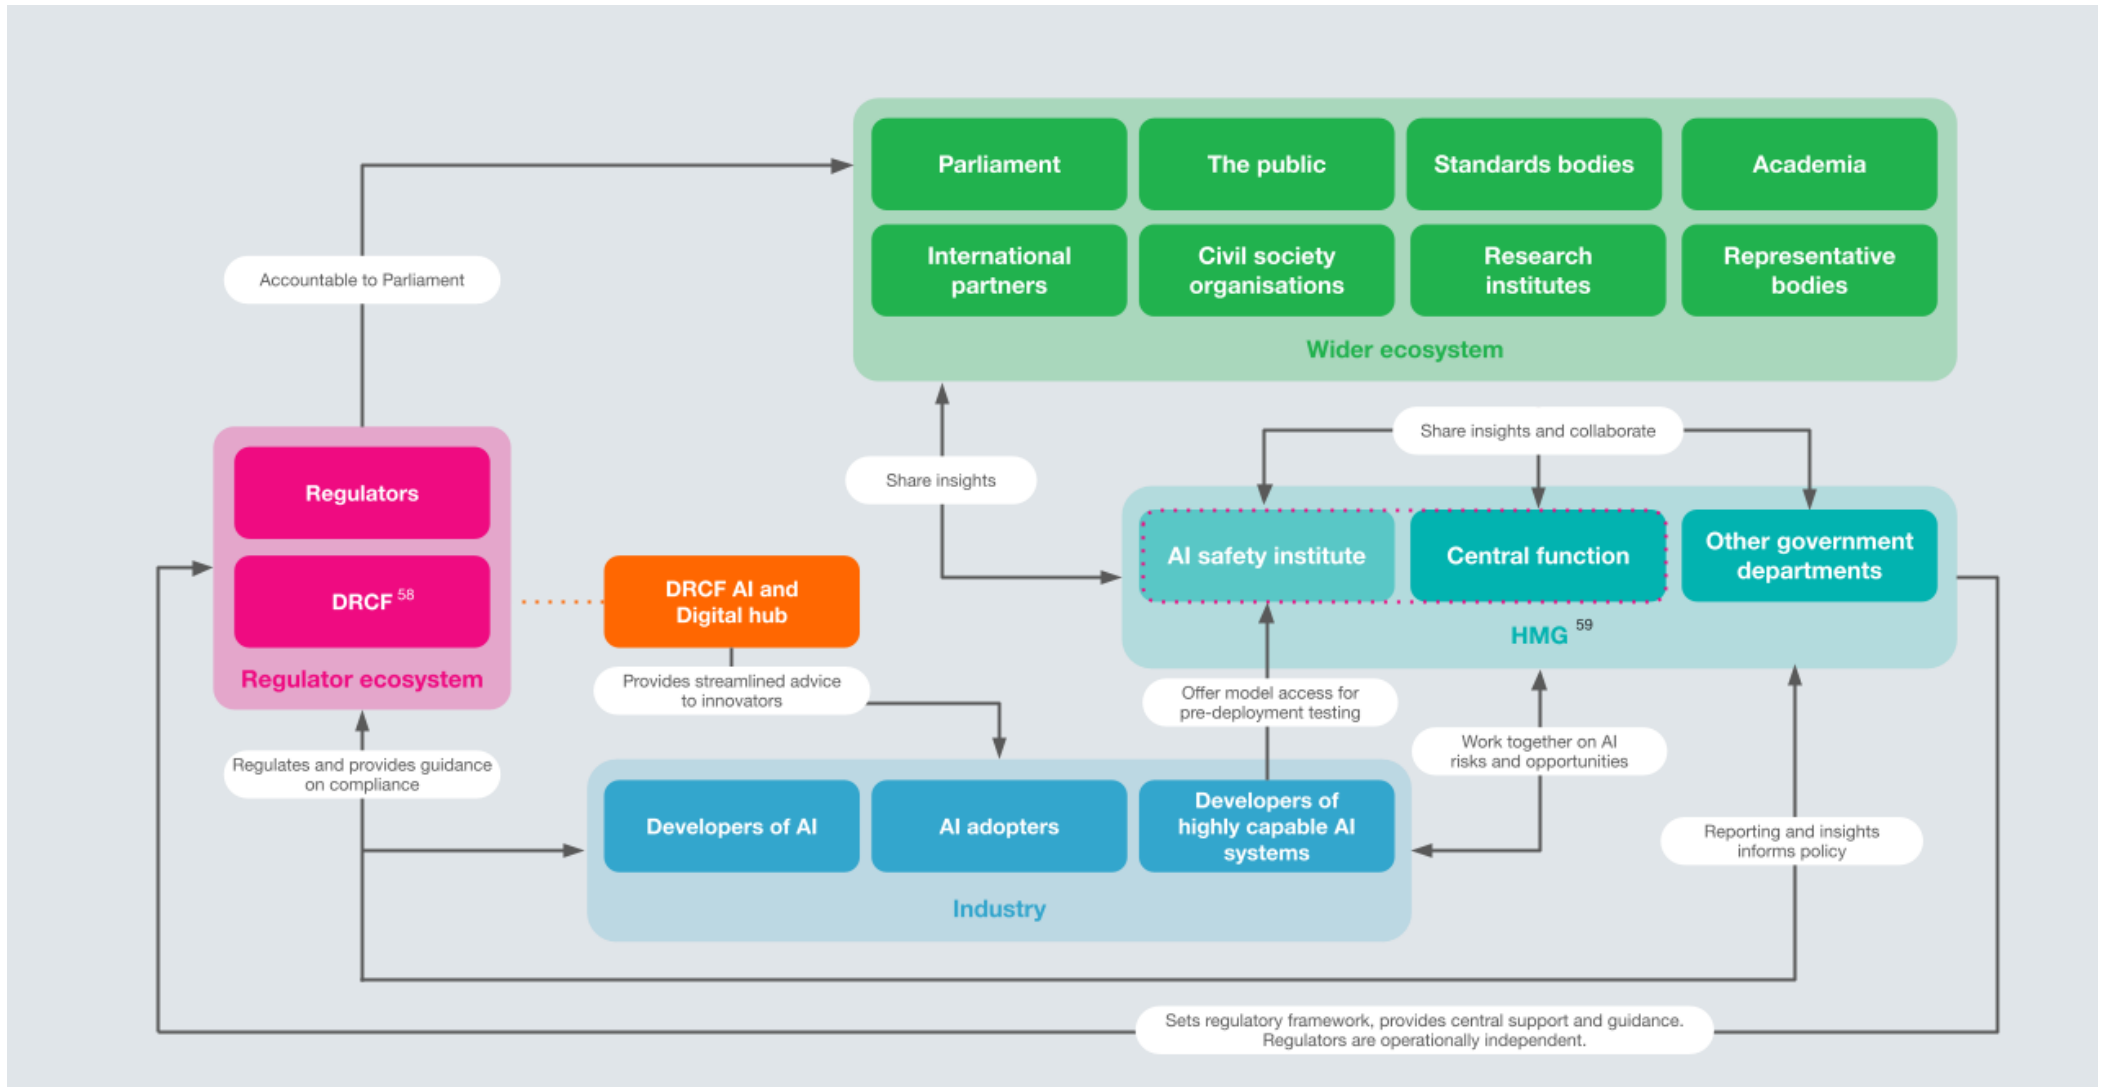 Parliament
The public
Standards bodies
Academia
International
partners
Civil society
organisations
Research
institutes
Representative
bodies
Wider ecosystem
Accountable to Parliament
Share insights and collaborate
Share insights
Regulators
DRCF 58
Regulator ecosystem
DRCF AI and
Digital hub
AI safety institute
Central function
Other government
departments
HMG 59
Provides streamlined advice
to innovators
Offer model access for
pre-deployment testing
Work together on AI
risks and opportunities
Regulates and provides guidance
on compliance
Developers of AI
AI adopters
Developers of
highly capable AI
systems
Industry
Reporting and insights
informs policy
Sets regulatory framework, provides central support and guidance.
Regulators are operationally independent.